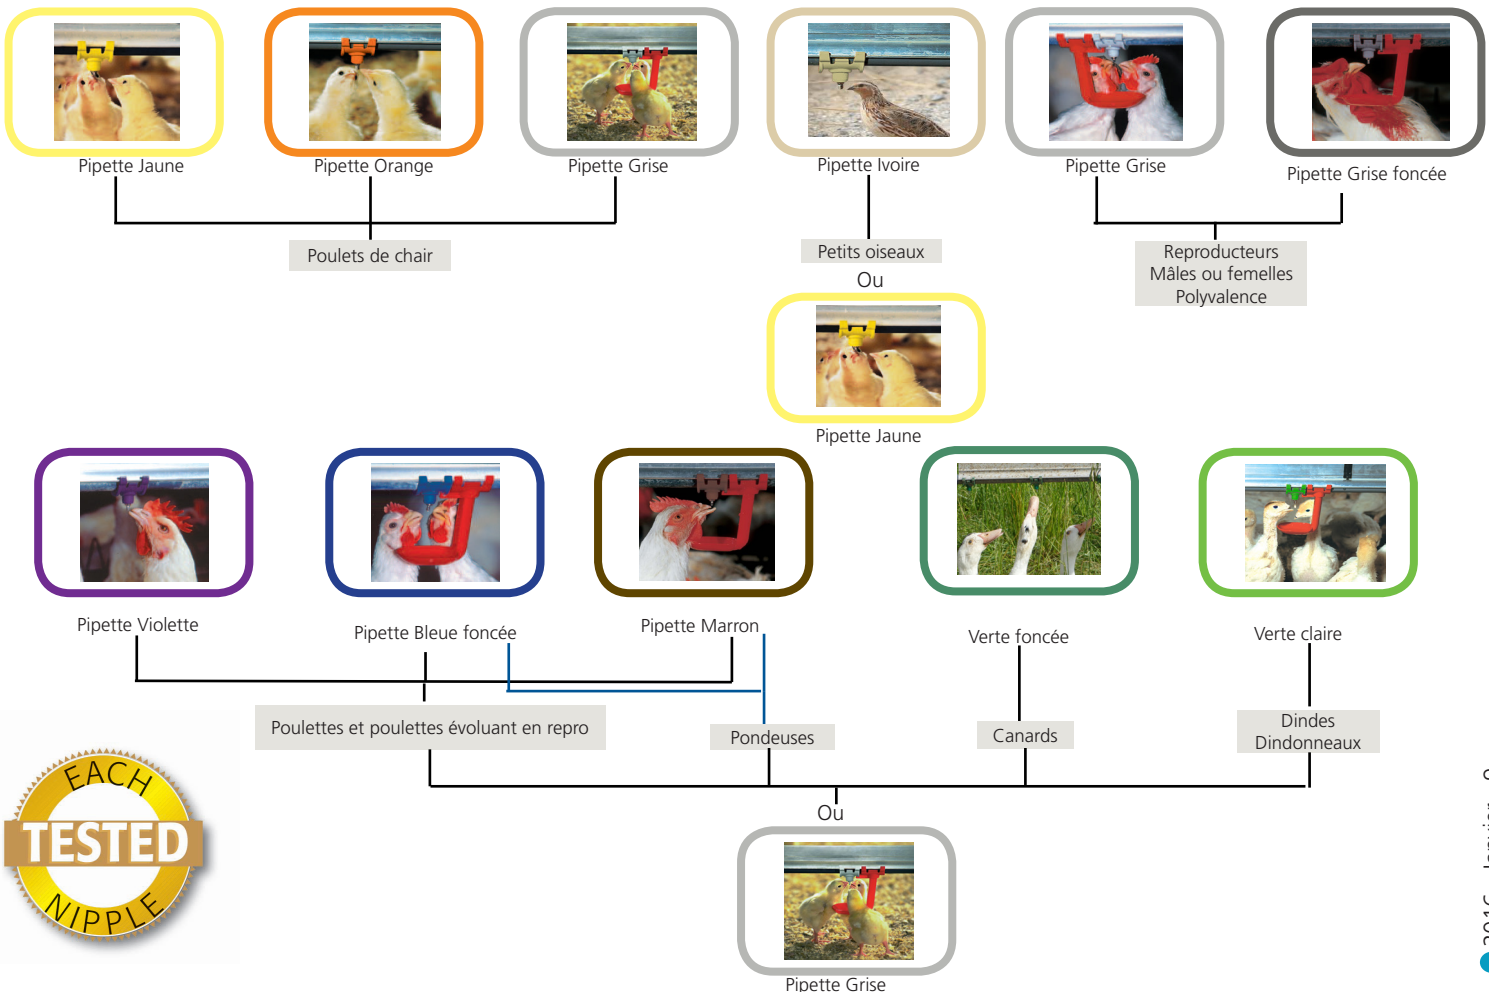 Pipette Jaune
Pipette Orange
Pipette Grise
Pipette Ivoire
Pipette Grise
Pipette Grise foncée
Poulets de chair
Petits oiseaux
Ou
Reproducteurs
Mâles ou femelles
Polyvalence
Pipette Jaune
Pipette Violette
Pipette Bleue foncée
Pipette Marron
Verte foncée
Verte claire
Poulettes et poulettes évoluant en repro
Pondeuses
Canards
Dindes
Dindonneaux
Ou
Pipette Grise
EACH
TESTED
NIPPLE